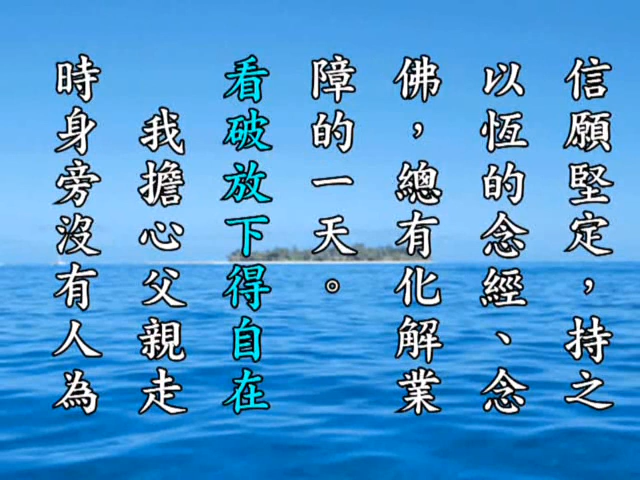 信願堅定，持之
以恆的念經、念
佛，總有化解業
障的一天。
看破放下得自在
我擔心父親走
時身旁沒有人為